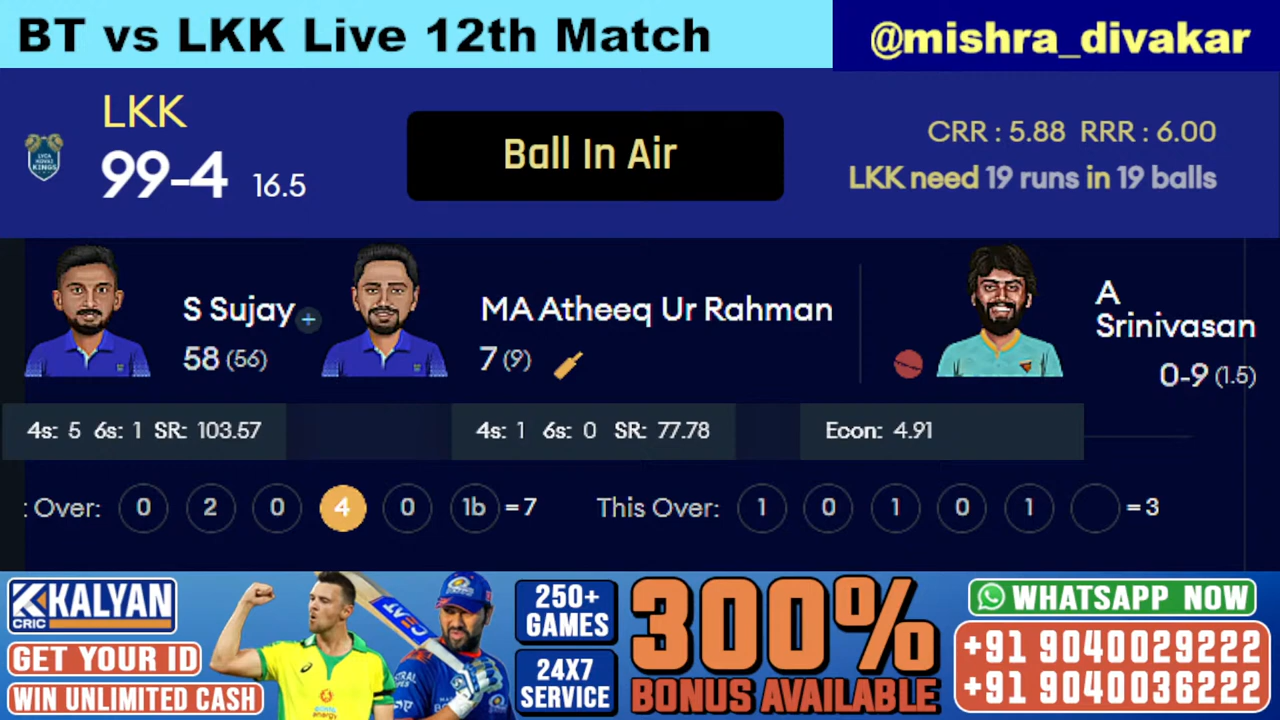 BT vs LKK Live 12th Match
@mishra_divakar
LKK
99-4 16.5
Ball In Air
CRR : 5.88 RRR : 6.00
LKK need 19 runs in 19 balls
LYCA
KOVAI
KINGS
S Sujay
58 (56)
MA Atheeq Ur Rahman
7 (9)
A
Srinivasan
0-9 (1.5)
4s: 5 6s: 1 SR: 103.57
4s: 1 6s: 0 SR: 77.78
Econ: 4.91
: Over: 0 2 0 4 0 1b = 7
This Over: 1 0 1 0 1 = 3
KALYAN
CRIC
GET YOUR ID
WIN UNLIMITED CASH
250+
GAMES
24X7
SERVICE
300%
BONUS AVAILABLE
WHATSAPP NOW
+91 9040029222
+91 9040036222